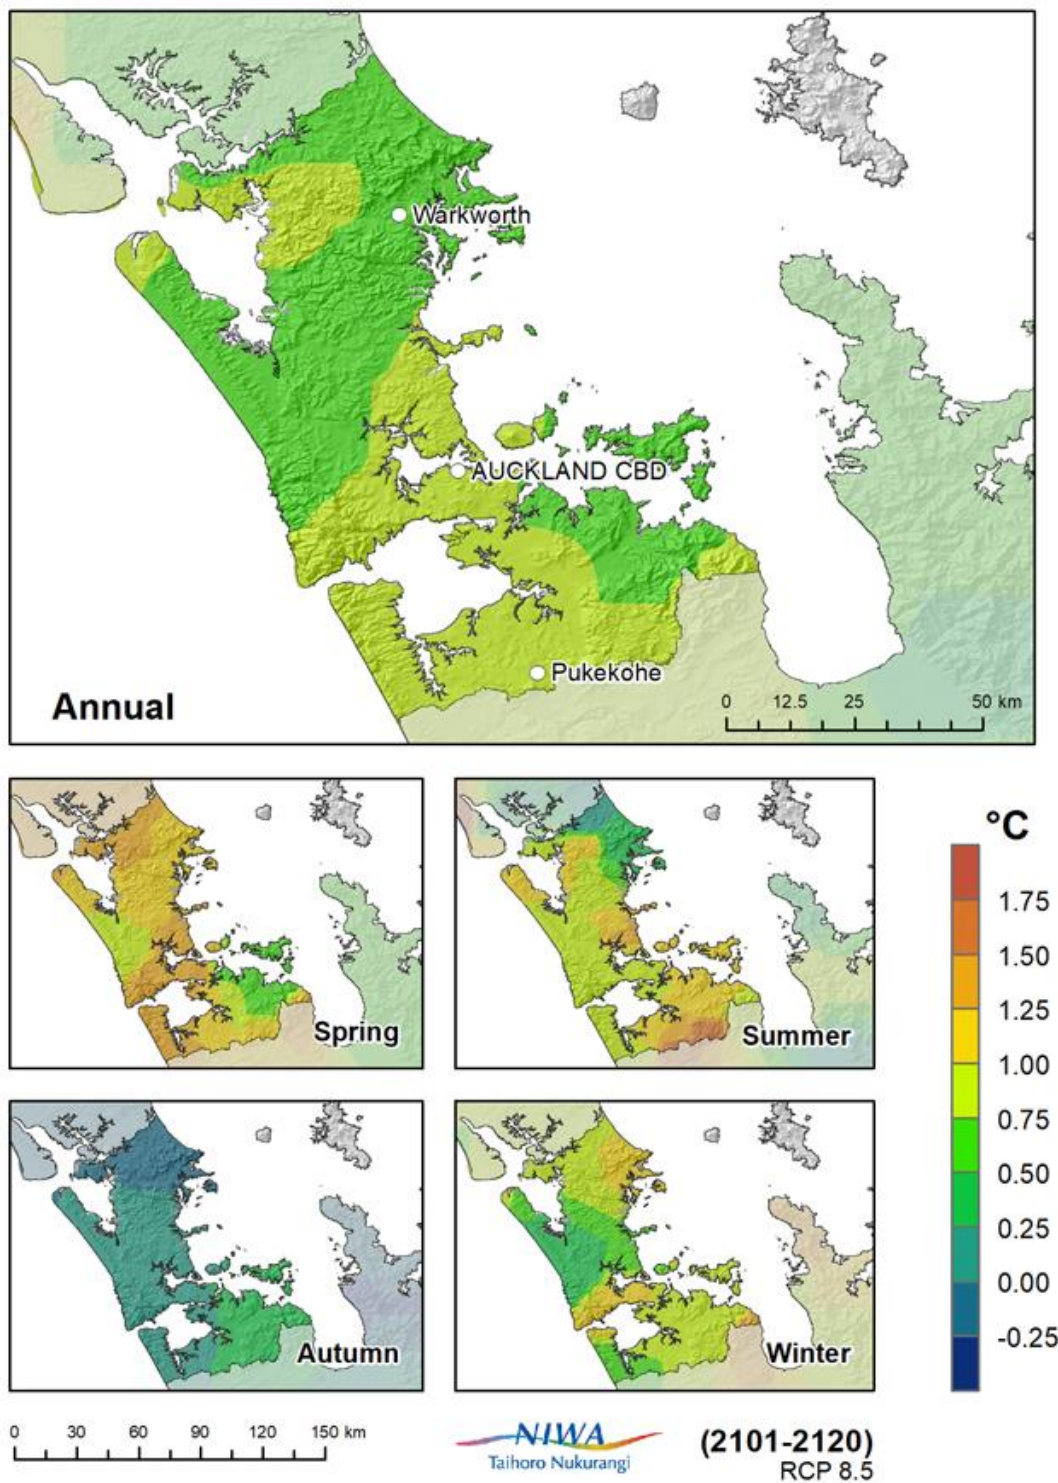 Warkworth
AUCKLAND CBD
Pukekohe
Annual
0 12.5 25 50 km
Spring
Summer
Autumn
Winter
°C
1.75
1.50
1.25
1.00
0.75
0.50
0.25
0.00
-0.25
0 30 60 90 120 150 km
NIWA
Taihoro Nukurangi
(2101-2120)
RCP 8.5